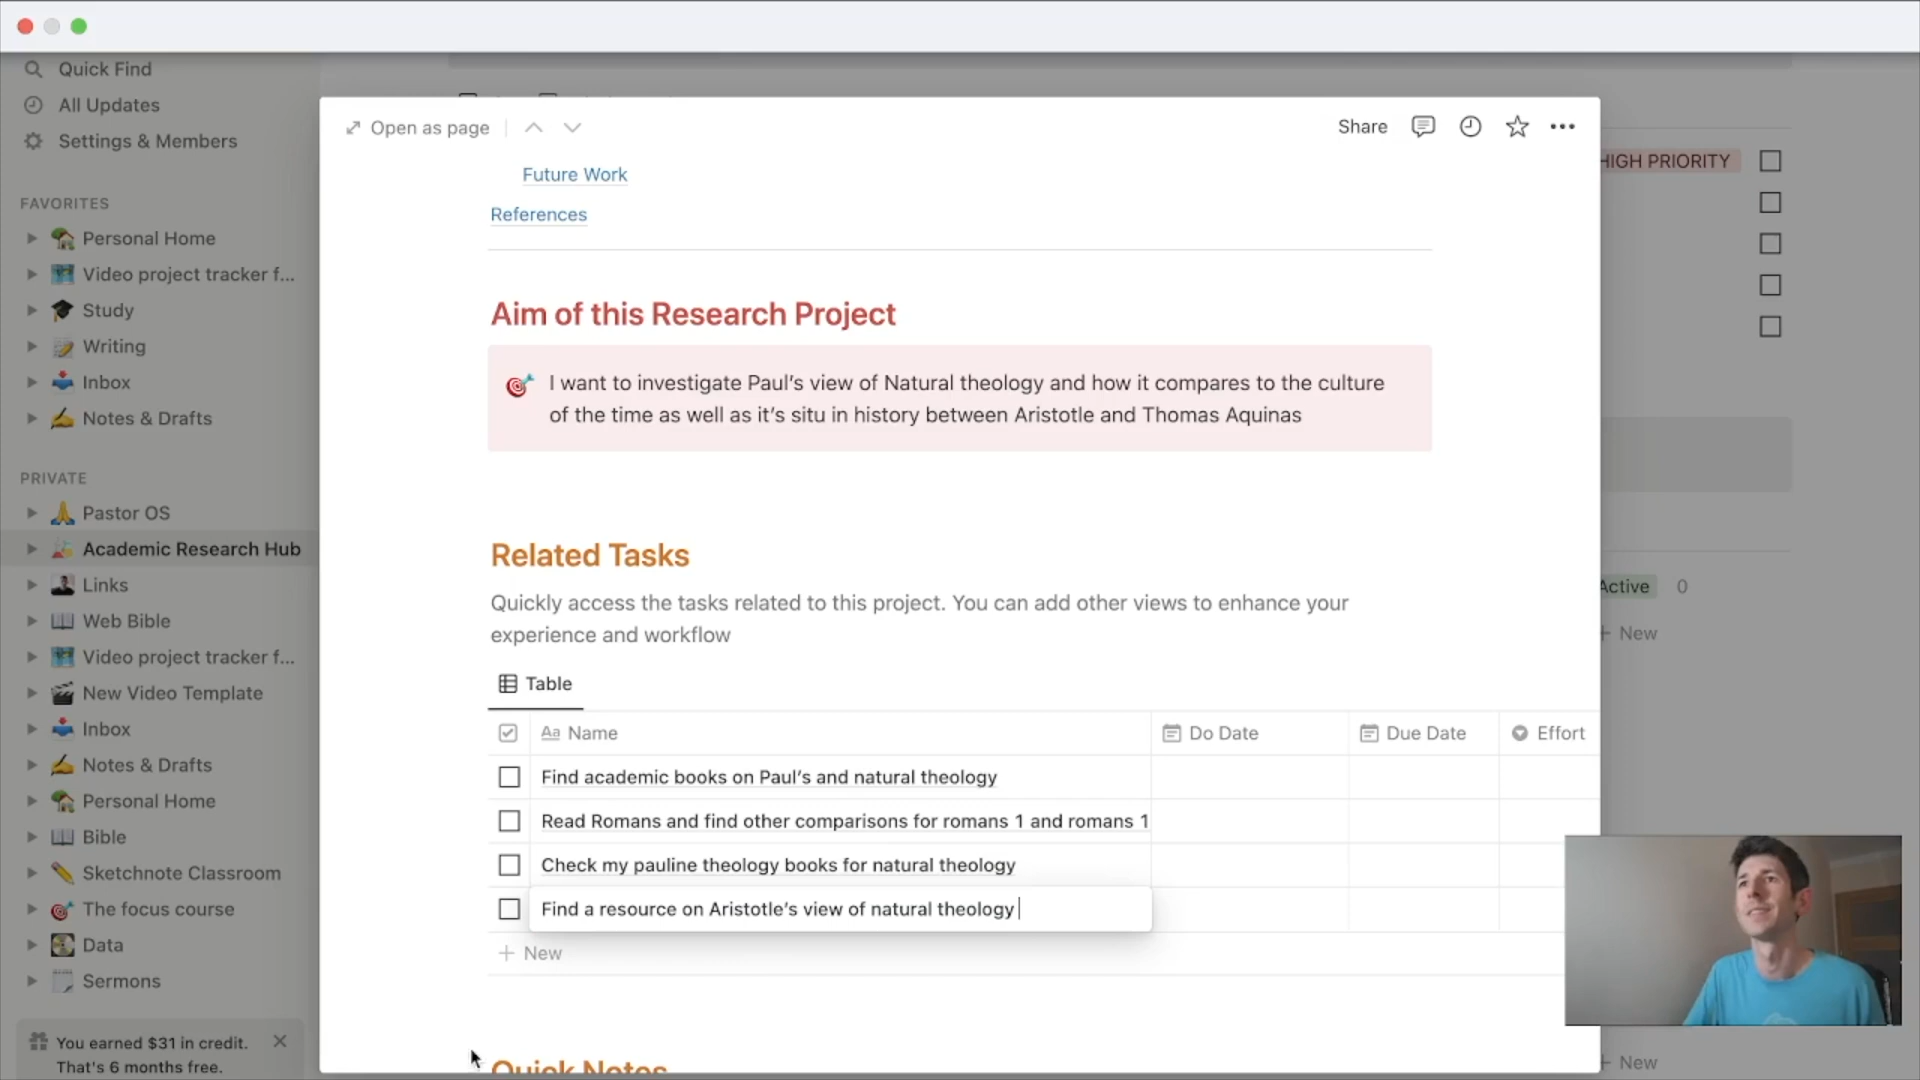 Quick Find
All Updates
Settings & Members
FAVORITES
Personal Home
Video project tracker f...
Study
Writing
Inbox
Notes & Drafts
PRIVATE
Pastor OS
Academic Research Hub
Links
Web Bible
Video project tracker f...
New Video Template
Inbox
Notes & Drafts
Personal Home
Bible
Sketchnote Classroom
The focus course
Data
Sermons
You earned $31 in credit.
That's 6 months free.
Open as page
Share
Future Work
References
Aim of this Research Project
I want to investigate Paul's view of Natural theology and how it compares to the culture
of the time as well as it's situ in history between Aristotle and Thomas Aquinas
Related Tasks
Quickly access the tasks related to this project. You can add other views to enhance your
experience and workflow
Table
Aa Name Do Date Due Date Effort
Find academic books on Paul's and natural theology
Read Romans and find other comparisons for romans 1 and romans 1
Check my pauline theology books for natural theology
Find a resource on Aristotle's view of natural theology
+ New
Quick Notes
HIGH PRIORITY
Active 0
+ New
+ New